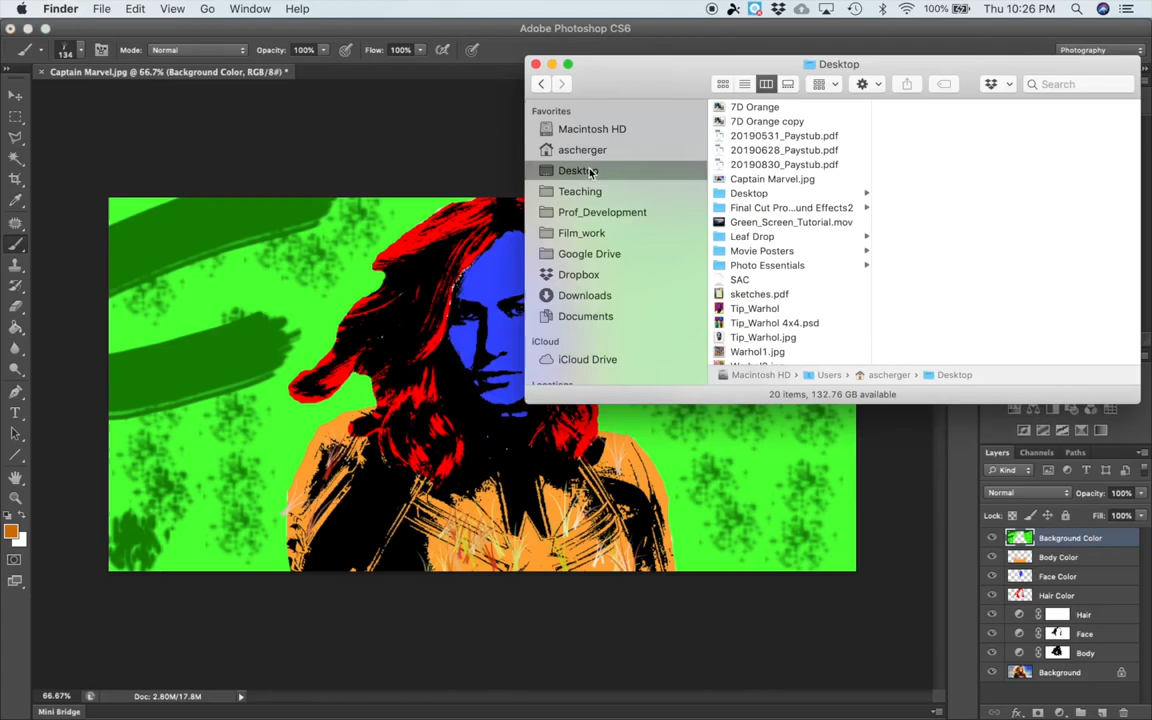 Finder File Edit View Go Window Help 100% Thu 10:26 PM
Adobe Photoshop CS6
134 Mode: Normal Opacity: 100% Flow: 100% Photography
× Captain Marvel.jpg @ 66.7% (Background Color, RGB/8#) *
Desktop
Search
Favorites
Macintosh HD
ascherger
Desktop
Teaching
Prof_Development
Film_work
Google Drive
Dropbox
Downloads
Documents
iCloud
iCloud Drive
Locations
7D Orange
7D Orange copy
20190531_Paystub.pdf
20190628_Paystub.pdf
20190830_Paystub.pdf
Captain Marvel.jpg
Desktop
Final Cut Pro...und Effects2
Green_Screen_Tutorial.mov
Leaf Drop
Movie Posters
Photo Essentials
SAC
sketches.pdf
Tip_Warhol
Tip_Warhol 4x4.psd
Tip_Warhol.jpg
Warhol1.jpg
Macintosh HD › Users › ascherger › Desktop
20 items, 132.76 GB available
Layers Channels Paths
Kind
Normal Opacity: 100%
Lock: Fill: 100%
Background Color
Body Color
Face Color
Hair Color
Hair
Face
Body
Background
fx
66.67% Doc: 2.80M/17.8M
Mini Bridge